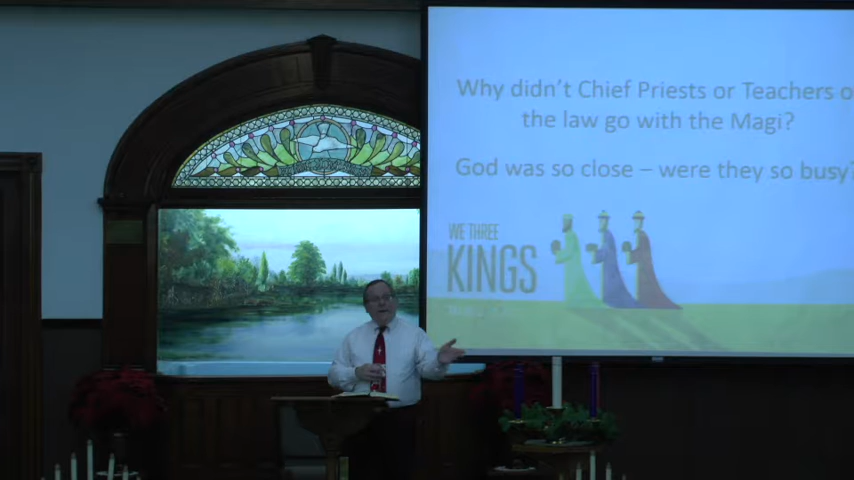 Why didn't Chief Priests or Teachers o
the law go with the Magi?
God was so close – were they so busy?
WE THREE
KINGS